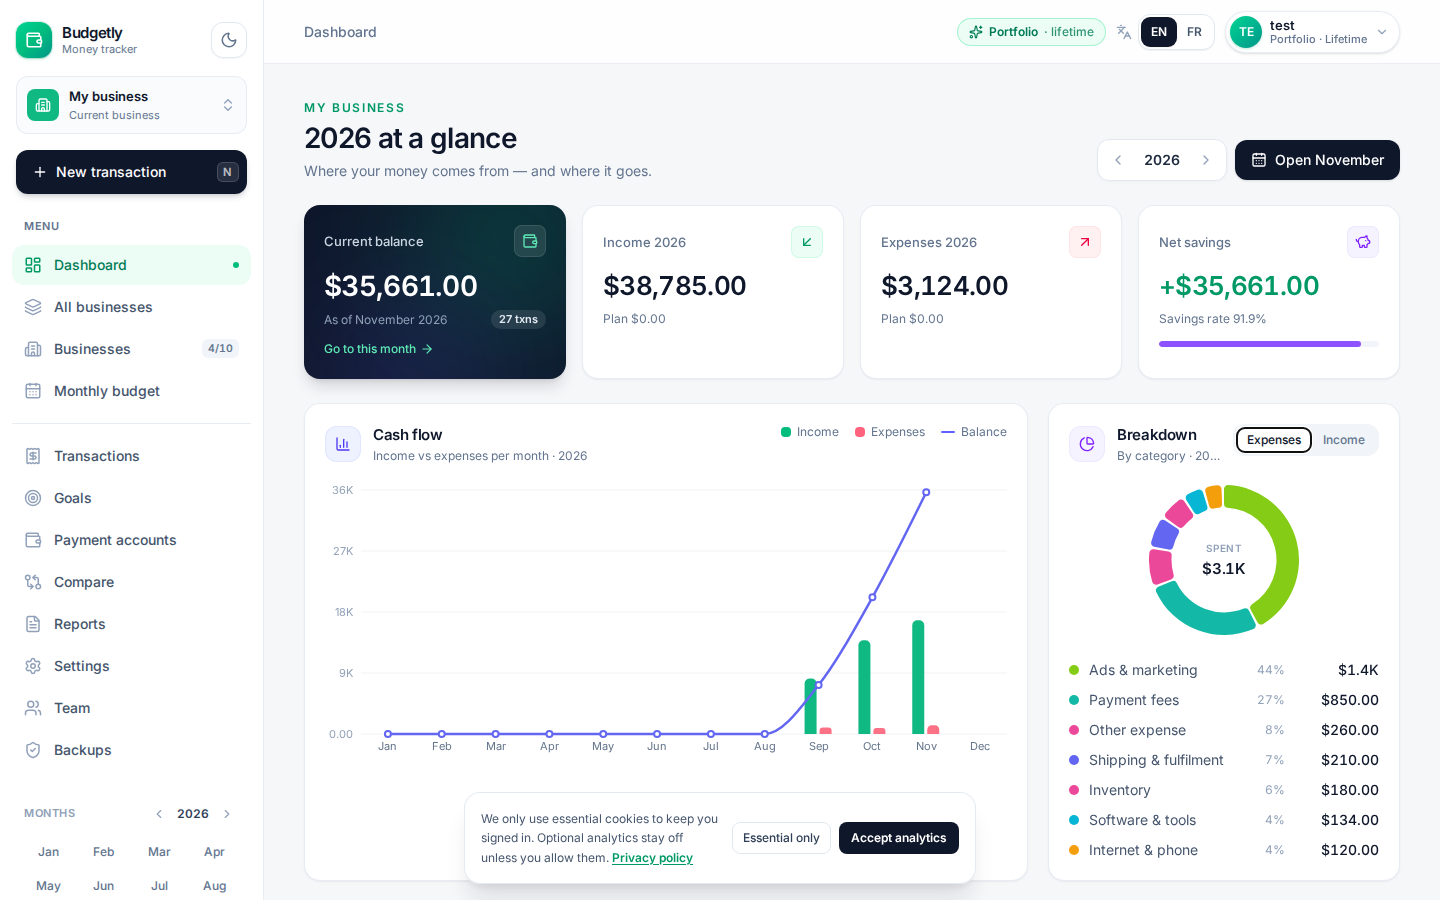 Budgetly
Money tracker
My business
Current business
New transaction N
MENU
Dashboard
All businesses
Businesses 4/10
Monthly budget
Transactions
Goals
Payment accounts
Compare
Reports
Settings
Team
Backups
MONTHS 2026
Jan Feb Mar Apr
May Jun Jul Aug
Dashboard
Portfolio · lifetime
EN FR
TE
test
Portfolio · Lifetime
MY BUSINESS
2026 at a glance
Where your money comes from — and where it goes.
2026
Open November
Current balance
$35,661.00
As of November 2026 27 txns
Go to this month →
Income 2026
$38,785.00
Plan $0.00
Expenses 2026
$3,124.00
Plan $0.00
Net savings
+$35,661.00
Savings rate 91.9%
Cash flow
Income vs expenses per month · 2026
Income Expenses Balance
36K
27K
18K
9K
0.00
Jan Feb Mar Apr May Jun Jul Aug Sep Oct Nov Dec
Breakdown
By category · 20...
Expenses Income
SPENT
$3.1K
Ads & marketing 44% $1.4K
Payment fees 27% $850.00
Other expense 8% $260.00
Shipping & fulfilment 7% $210.00
Inventory 6% $180.00
Software & tools 4% $134.00
Internet & phone 4% $120.00
We only use essential cookies to keep you
signed in. Optional analytics stay off
unless you allow them. Privacy policy
Essential only
Accept analytics